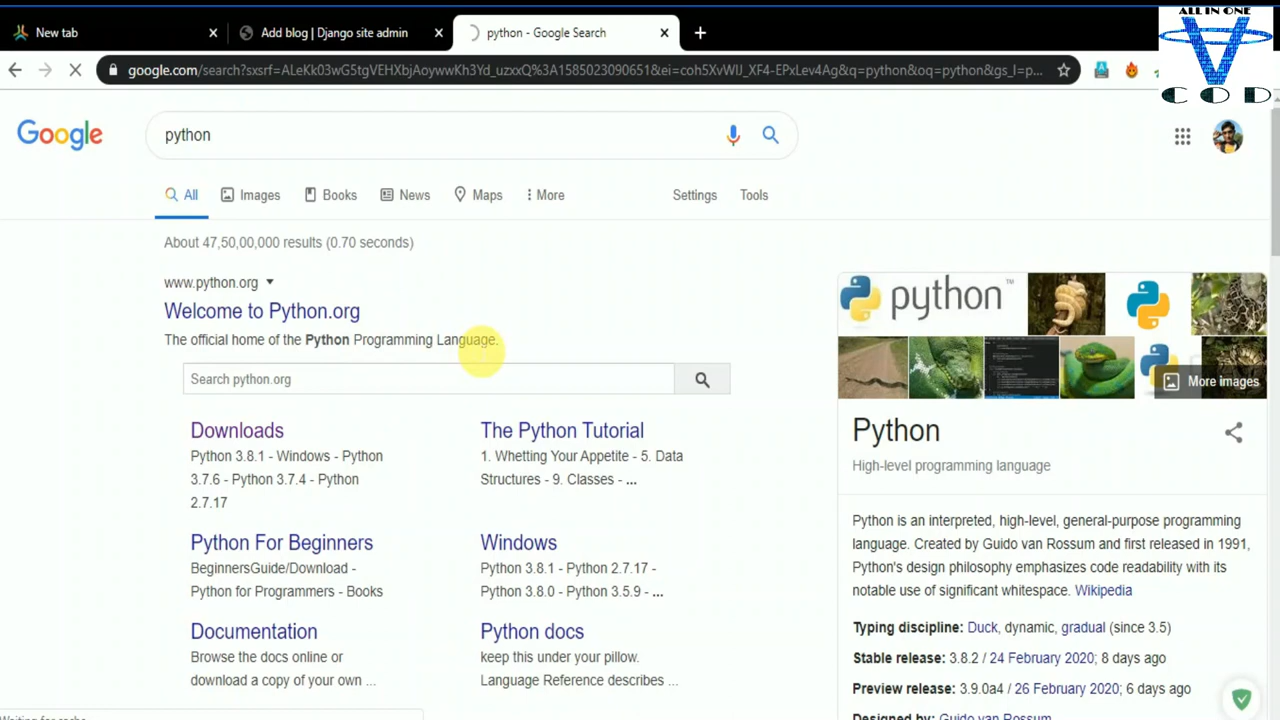 New tab
Add blog | Django site admin
python - Google Search
ALL IN ONE
C O D
google.com/search?sxsrf=ALeKk03wG5tgVEHXbjAoywwKh3Yd_uzvg%3A1585023090651&ei=coh5XvWIJ_XF4-EPxLev4Ag&q=python&oq=python&gs_l=p...
Google
python
All
Images
Books
News
Maps
More
Settings
Tools
About 47,50,00,000 results (0.70 seconds)
www.python.org
Welcome to Python.org
The official home of the Python Programming Language.
Search python.org
Downloads
Python 3.8.1 - Windows - Python
3.7.6 - Python 3.7.4 - Python
2.7.17
The Python Tutorial
1. Whetting Your Appetite - 5. Data
Structures - 9. Classes - ...
Python For Beginners
BeginnersGuide/Download -
Python for Programmers - Books
Windows
Python 3.8.1 - Python 2.7.17 -
Python 3.8.0 - Python 3.5.9 - ...
Documentation
Browse the docs online or
download a copy of your own ...
Python docs
keep this under your pillow.
Language Reference describes ...
python™
More images
Python
High-level programming language
Python is an interpreted, high-level, general-purpose programming
language. Created by Guido van Rossum and first released in 1991,
Python's design philosophy emphasizes code readability with its
notable use of significant whitespace. Wikipedia
Typing discipline: Duck, dynamic, gradual (since 3.5)
Stable release: 3.8.2 / 24 February 2020; 8 days ago
Preview release: 3.9.0a4 / 26 February 2020; 6 days ago
Designed by: Guido van Rossum